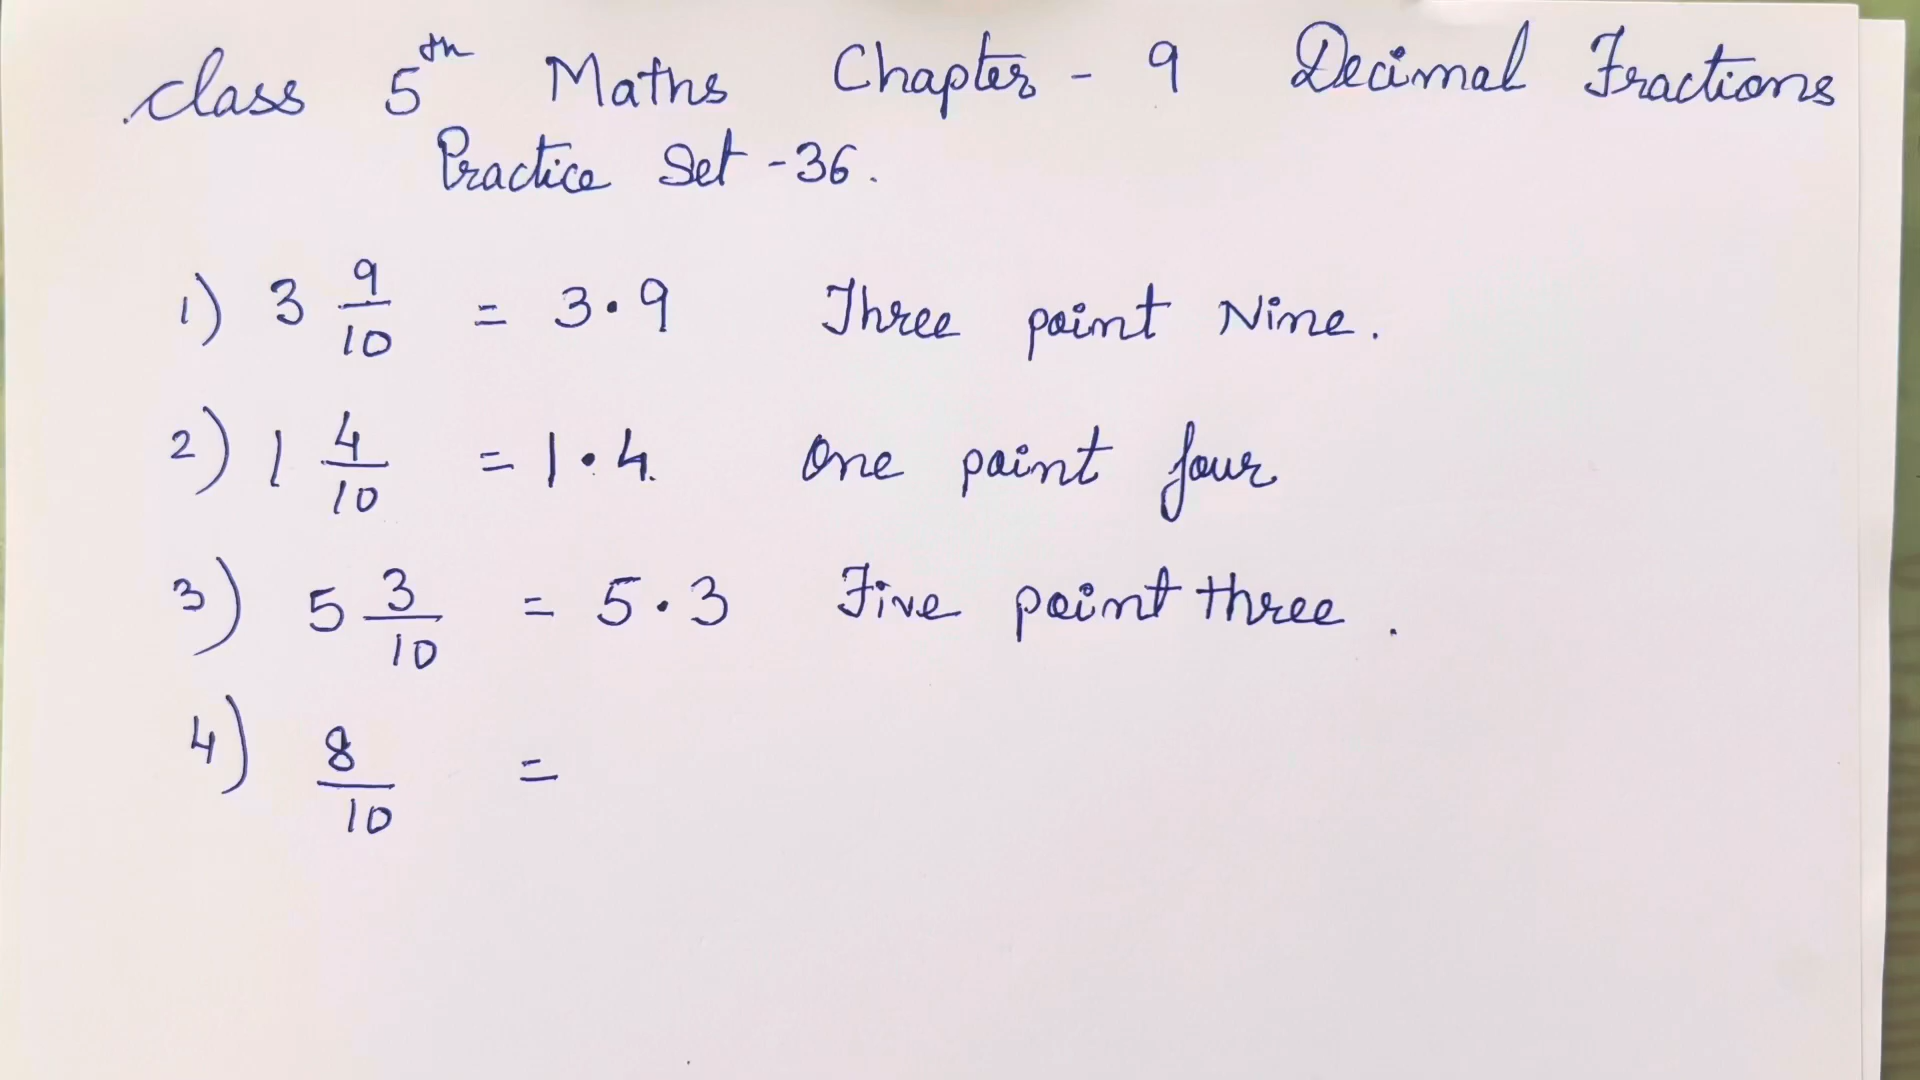 class 5th Maths Chapter - 9 Decimal Fractions
Practice Set - 36.
1) 3 9/10 = 3.9 Three point Nine.
2) 1 4/10 = 1.4 One point four
3) 5 3/10 = 5.3 Five point three.
4) 8/10 =